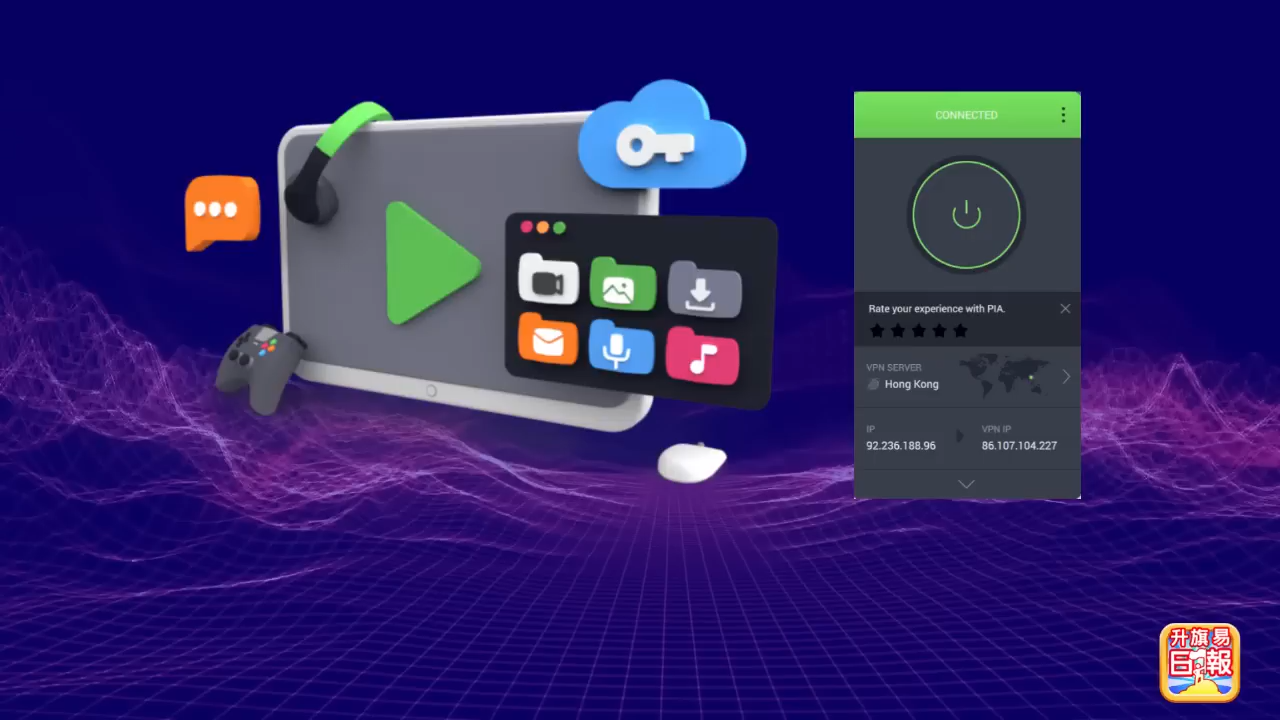 CONNECTED
Rate your experience with PIA.
VPN SERVER
Hong Kong
IP
VPN IP
92.236.188.96
86.107.104.227
升旗易
日報